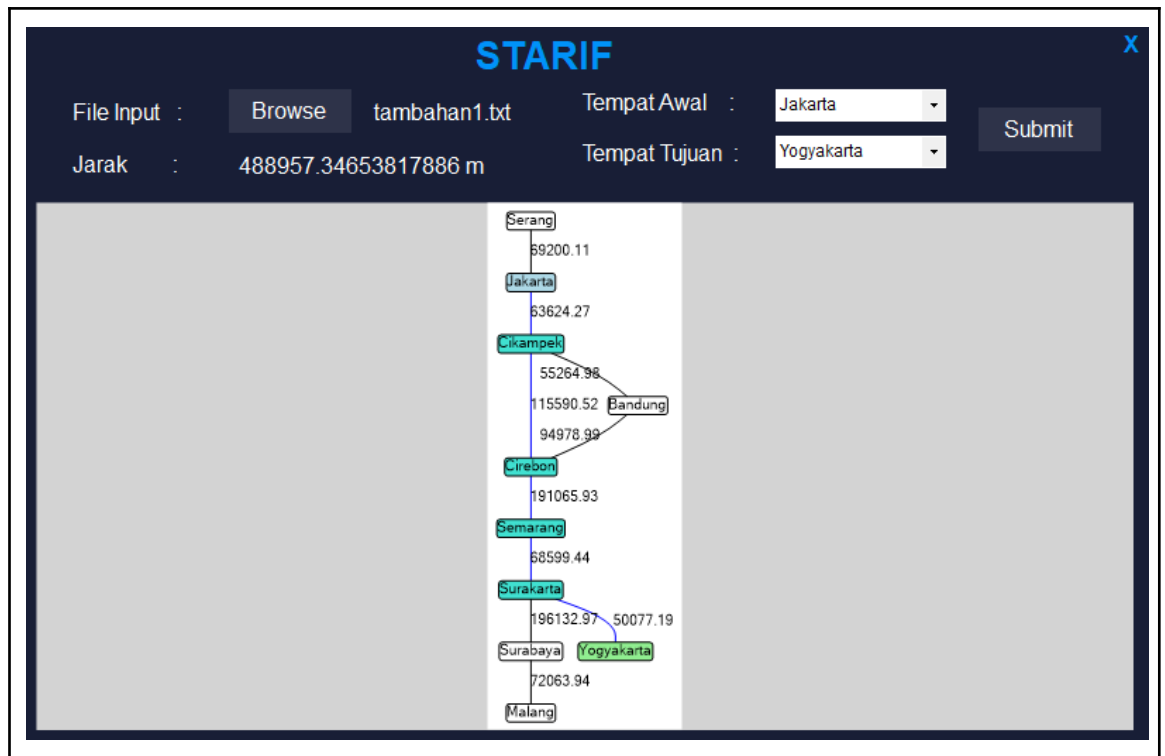 STARIF
X
File Input :
Browse
tambahan1.txt
Tempat Awal :
Jakarta
Submit
Jarak :
488957.34653817886 m
Tempat Tujuan :
Yogyakarta
Serang
69200.11
Jakarta
63624.27
Cikampek
55264.98
115590.52
Bandung
94978.99
Cirebon
191065.93
Semarang
68599.44
Surakarta
196132.97
50077.19
Surabaya
Yogyakarta
72063.94
Malang